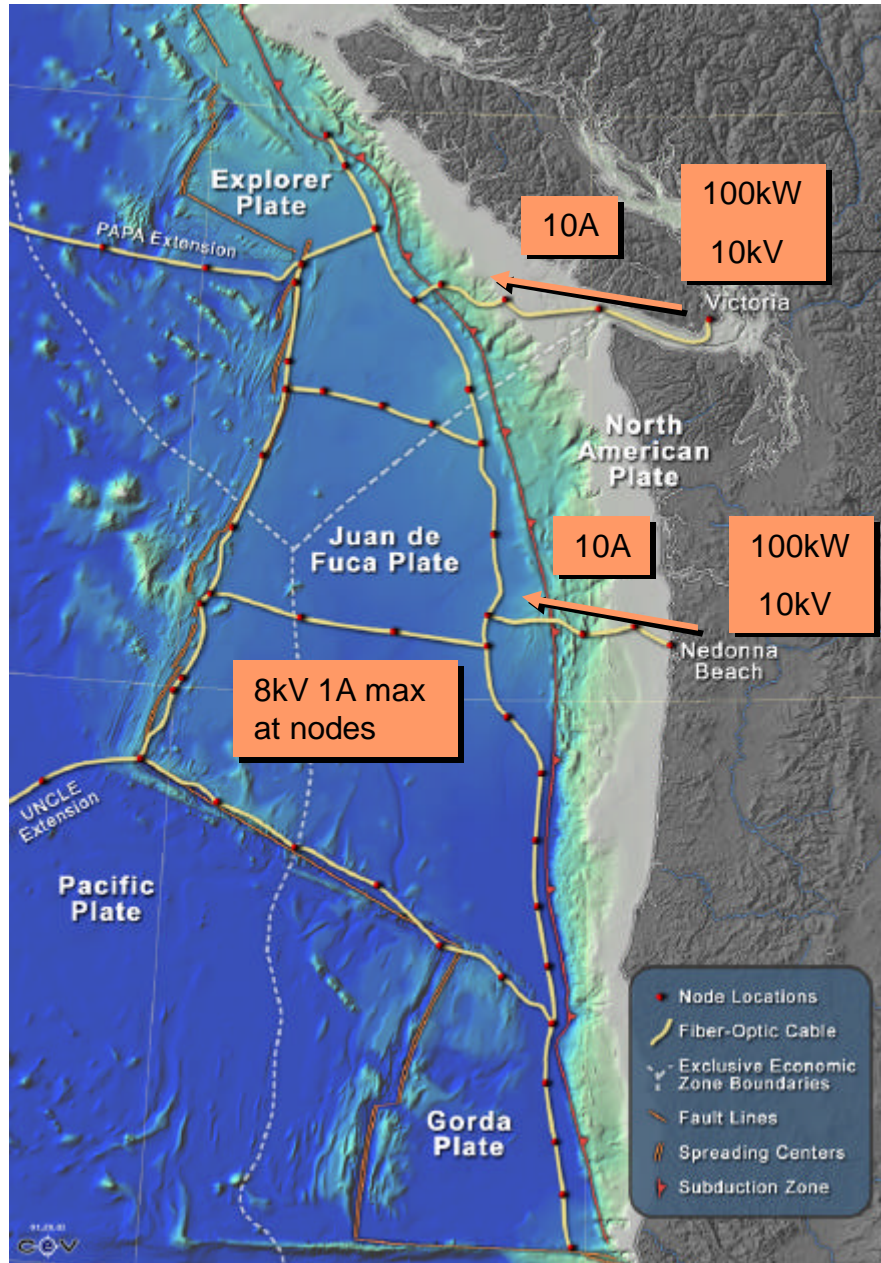 Explorer
Plate
PAPA Extension
10A
100kW
10kV
Victoria
North
American
Plate
Juan de
Fuca Plate
10A
100kW
10kV
Nedonna
Beach
8kV 1A max
at nodes
UNCLE
Extension
Pacific
Plate
Gorda
Plate
Node Locations
Fiber-Optic Cable
Exclusive Economic
Zone Boundaries
Fault Lines
Spreading Centers
Subduction Zone